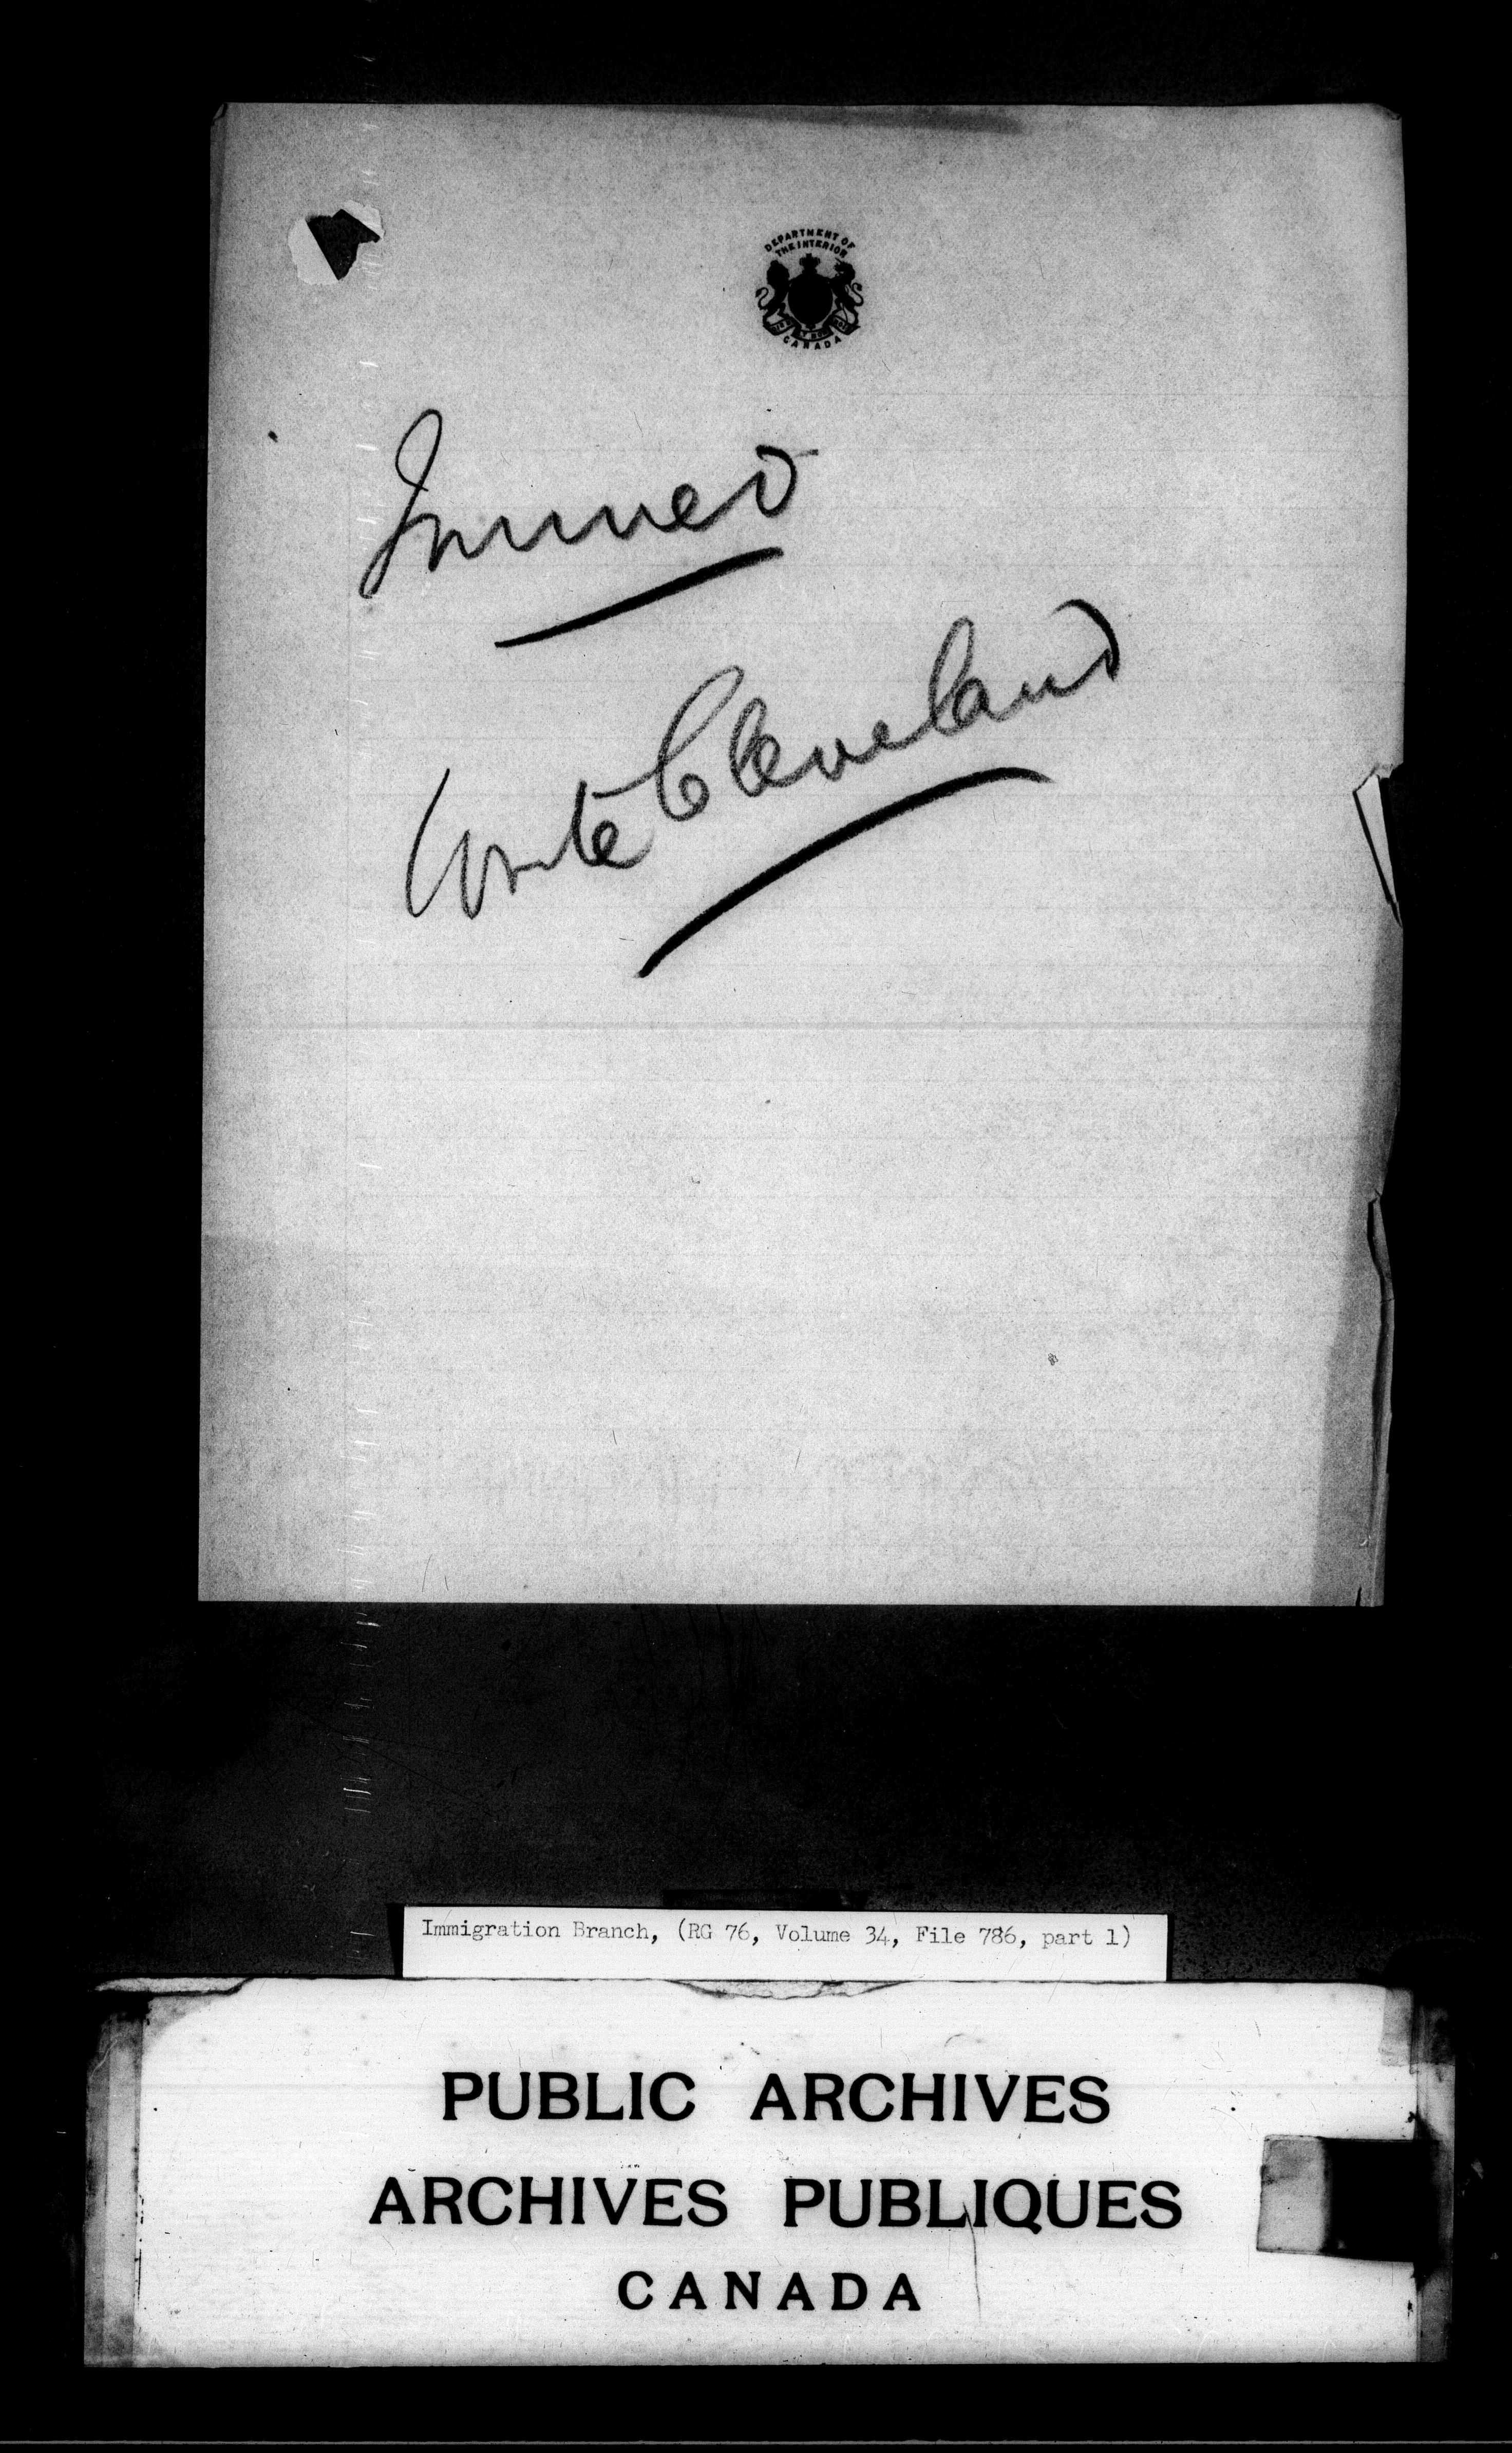 DEPARTMENT OF
THE INTERIOR
CANADA
Immed
Write Cleveland
Immigration Branch, (RG 76, Volume 34, File 786, part 1)
PUBLIC ARCHIVES
ARCHIVES PUBLIQUES
CANADA